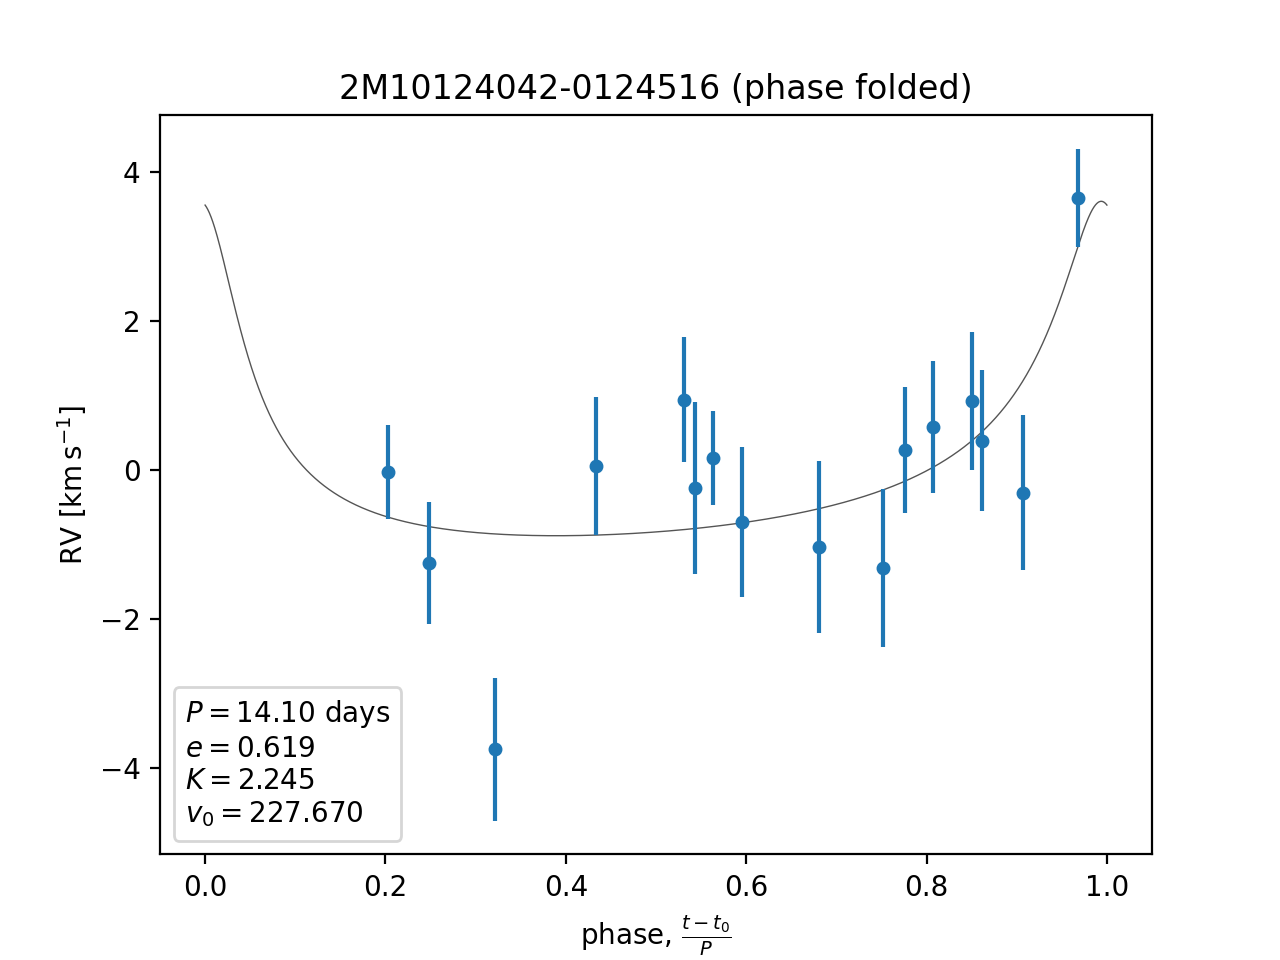 2M10124042-0124516 (phase folded)
RV [km s⁻¹]
4
2
0
−2
−4
P = 14.10 days
e = 0.619
K = 2.245
v₀ = 227.670
0.0 0.2 0.4 0.6 0.8 1.0
phase, (t − t₀)/P